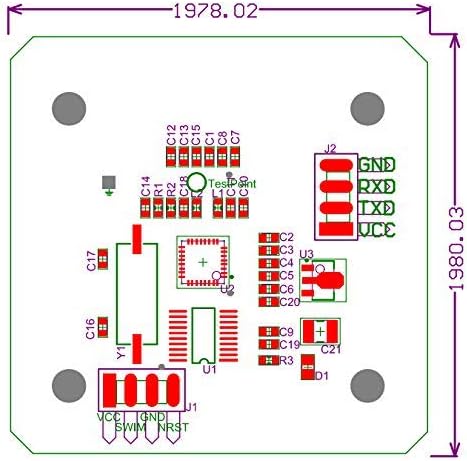 1978.02
1980.03
C12 C13 C15 C1 C8 C7
J2
GND
RXD
TXD
VCC
TestPoint
C14 R1 R2 C18 L2 L1
C2
C3
C4
C5
C6
C20
U3
U2
C17
C16
Y1
U1
C9
C19
R3
C21
D1
J1
VCC GND
SWIM NRST